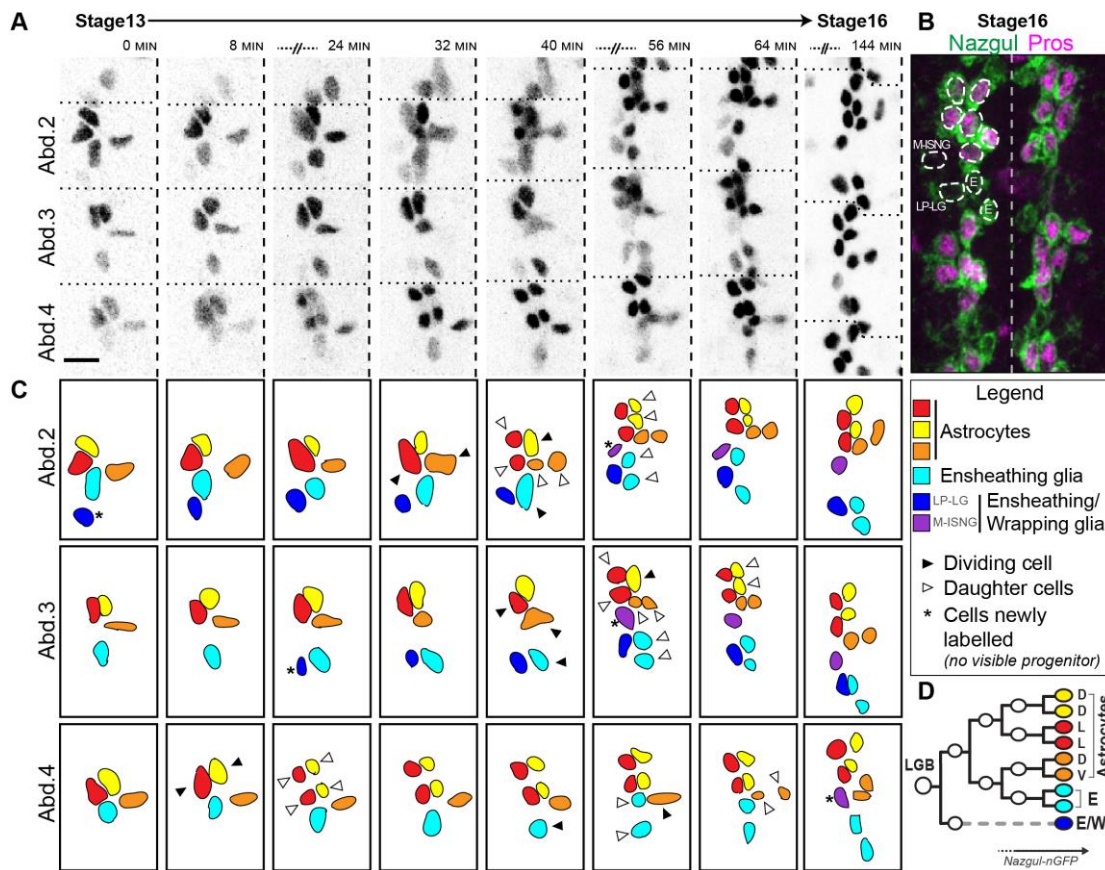 A
Stage13
Stage16
0 MIN
8 MIN
24 MIN
32 MIN
40 MIN
56 MIN
64 MIN
144 MIN
Abd.2
Abd.3
Abd.4
B
Stage16
Nazgul Pros
M-ISNG
E
LP-LG
E
C
Abd.2
*
*
Abd.3
*
*
Abd.4
*
Legend
Astrocytes
Ensheathing glia
LP-LG
M-ISNG
Ensheathing/
Wrapping glia
Dividing cell
Daughter cells
* Cells newly
labelled
(no visible progenitor)
D
LGB
D
D
L
L
D
V
Astrocytes
E
E/W
Nazgul-nGFP